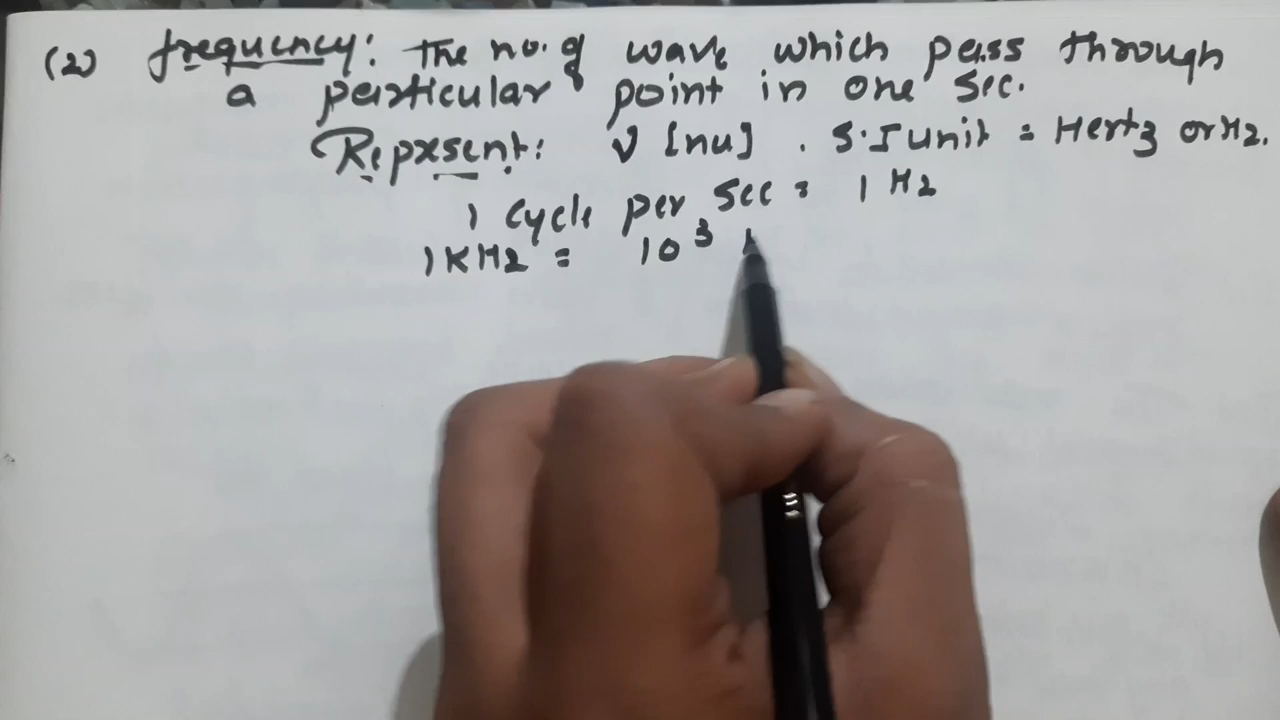 (2) frequency: The no. of wave which pass through
a particular point in one sec.
Represent: ν [nu] . S.I unit = Hertz or Hz.
1 cycle per sec = 1 Hz
1 KHz = 10³